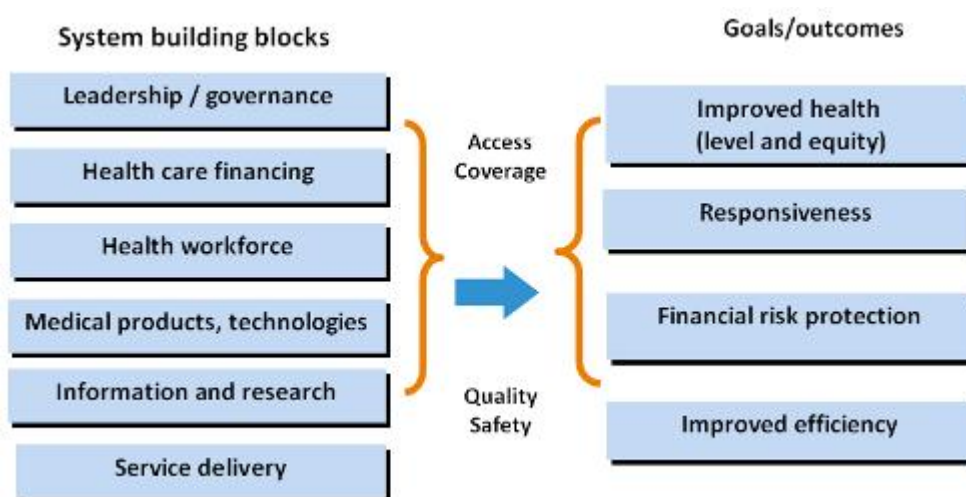 System building blocks
Leadership / governance
Health care financing
Health workforce
Medical products, technologies
Information and research
Service delivery
Access
Coverage
Quality
Safety
Goals/outcomes
Improved health
(level and equity)
Responsiveness
Financial risk protection
Improved efficiency